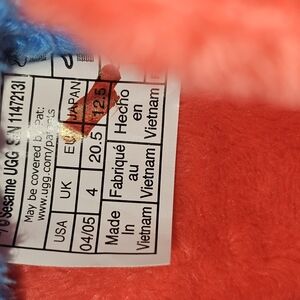 Sesame UGG S/N 1147213I
May be covered by Pat:
www.ugg.com/patents
USA UK EU JAPAN
04/05 4 20.5 12.5
Made In Vietnam
Fabriqué au Vietnam
Hecho en Vietnam